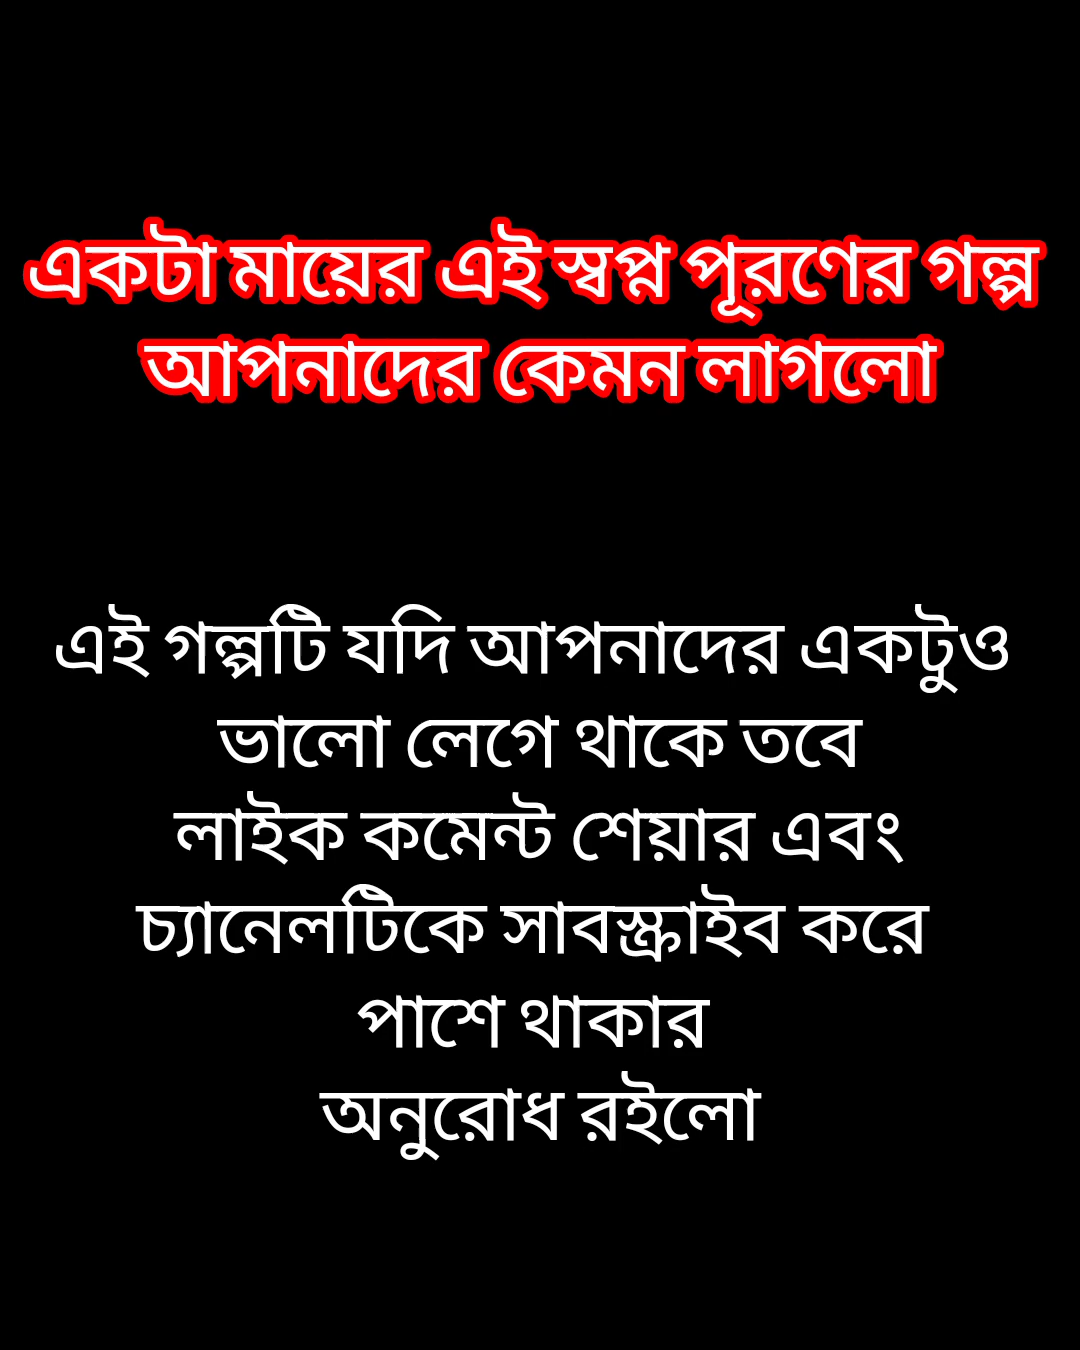 একটা মায়ের এই স্বপ্ন পূরণের গল্প
আপনাদের কেমন লাগলো
এই গল্পটি যদি আপনাদের একটুও
ভালো লেগে থাকে তবে
লাইক কমেন্ট শেয়ার এবং
চ্যানেলটিকে সাবস্ক্রাইব করে
পাশে থাকার
অনুরোধ রইলো